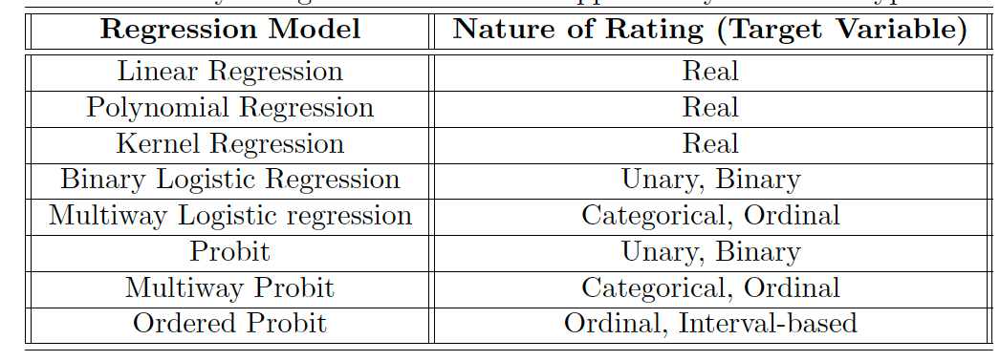 Regression Model Nature of Rating (Target Variable)
Linear Regression Real
Polynomial Regression Real
Kernel Regression Real
Binary Logistic Regression Unary, Binary
Multiway Logistic regression Categorical, Ordinal
Probit Unary, Binary
Multiway Probit Categorical, Ordinal
Ordered Probit Ordinal, Interval-based